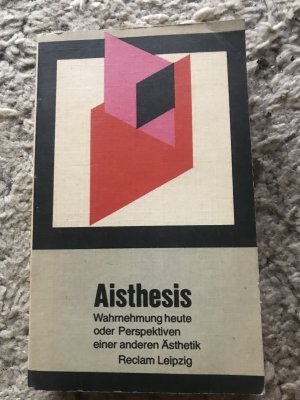 Aisthesis
Wahrnehmung heute
oder Perspektiven
einer anderen Ästhetik
Reclam Leipzig